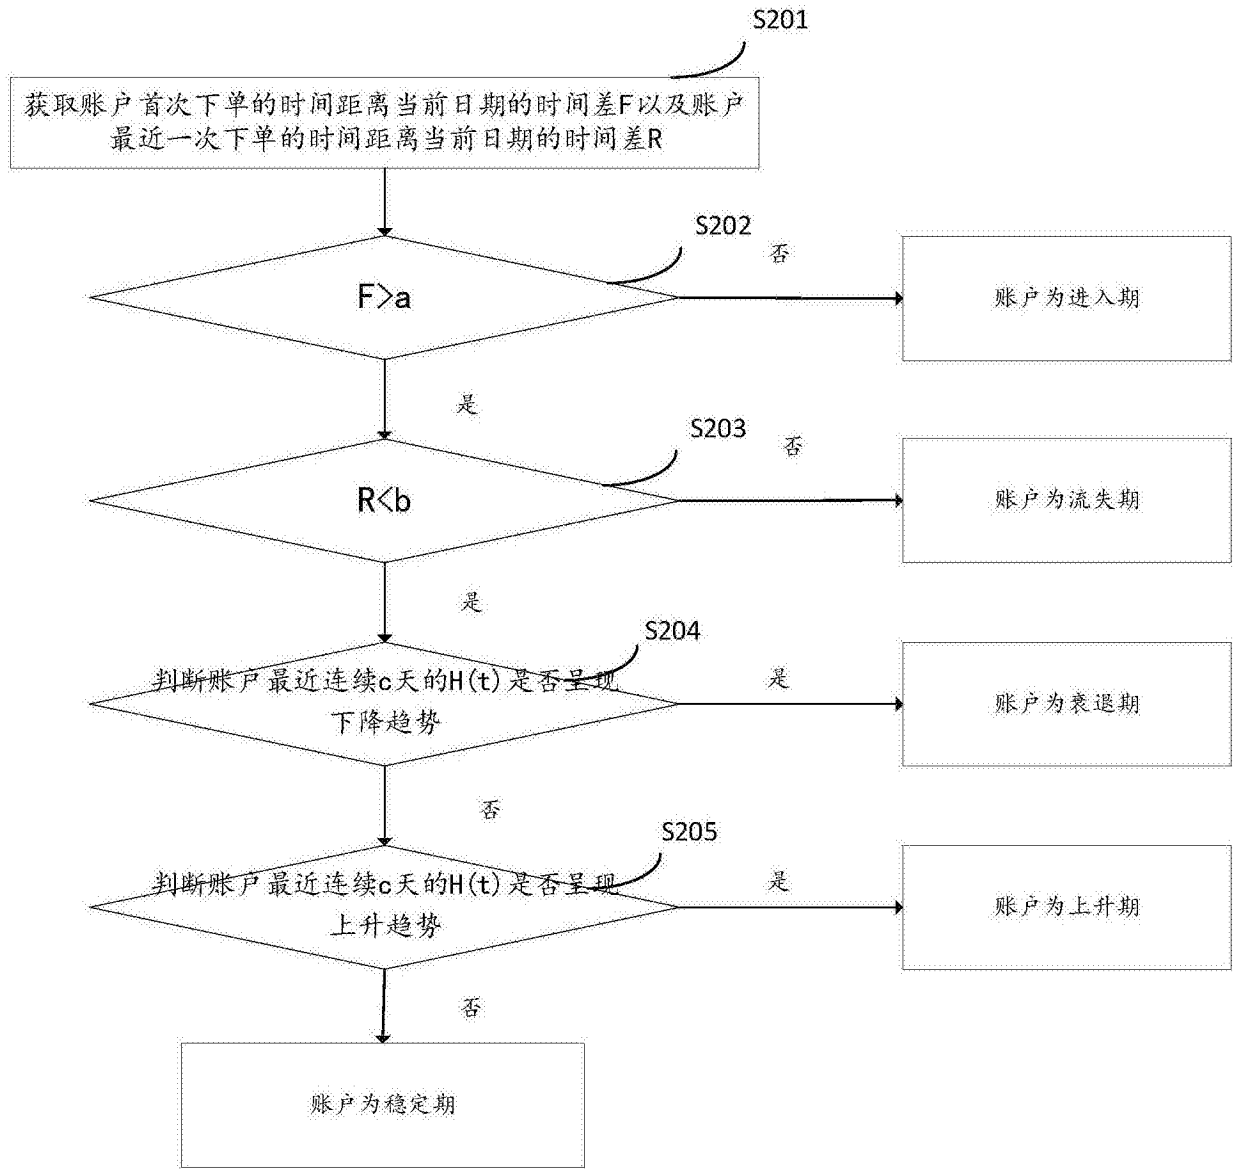 S201
获取账户首次下单的时间距离当前日期的时间差F以及账户
最近一次下单的时间距离当前日期的时间差R
S202
否
F>a
账户为进入期
是
S203
否
R<b
账户为流失期
是
S204
判断账户最近连续c天的H(t)是否呈现
下降趋势
是
账户为衰退期
否
S205
判断账户最近连续c天的H(t)是否呈现
上升趋势
是
账户为上升期
否
账户为稳定期